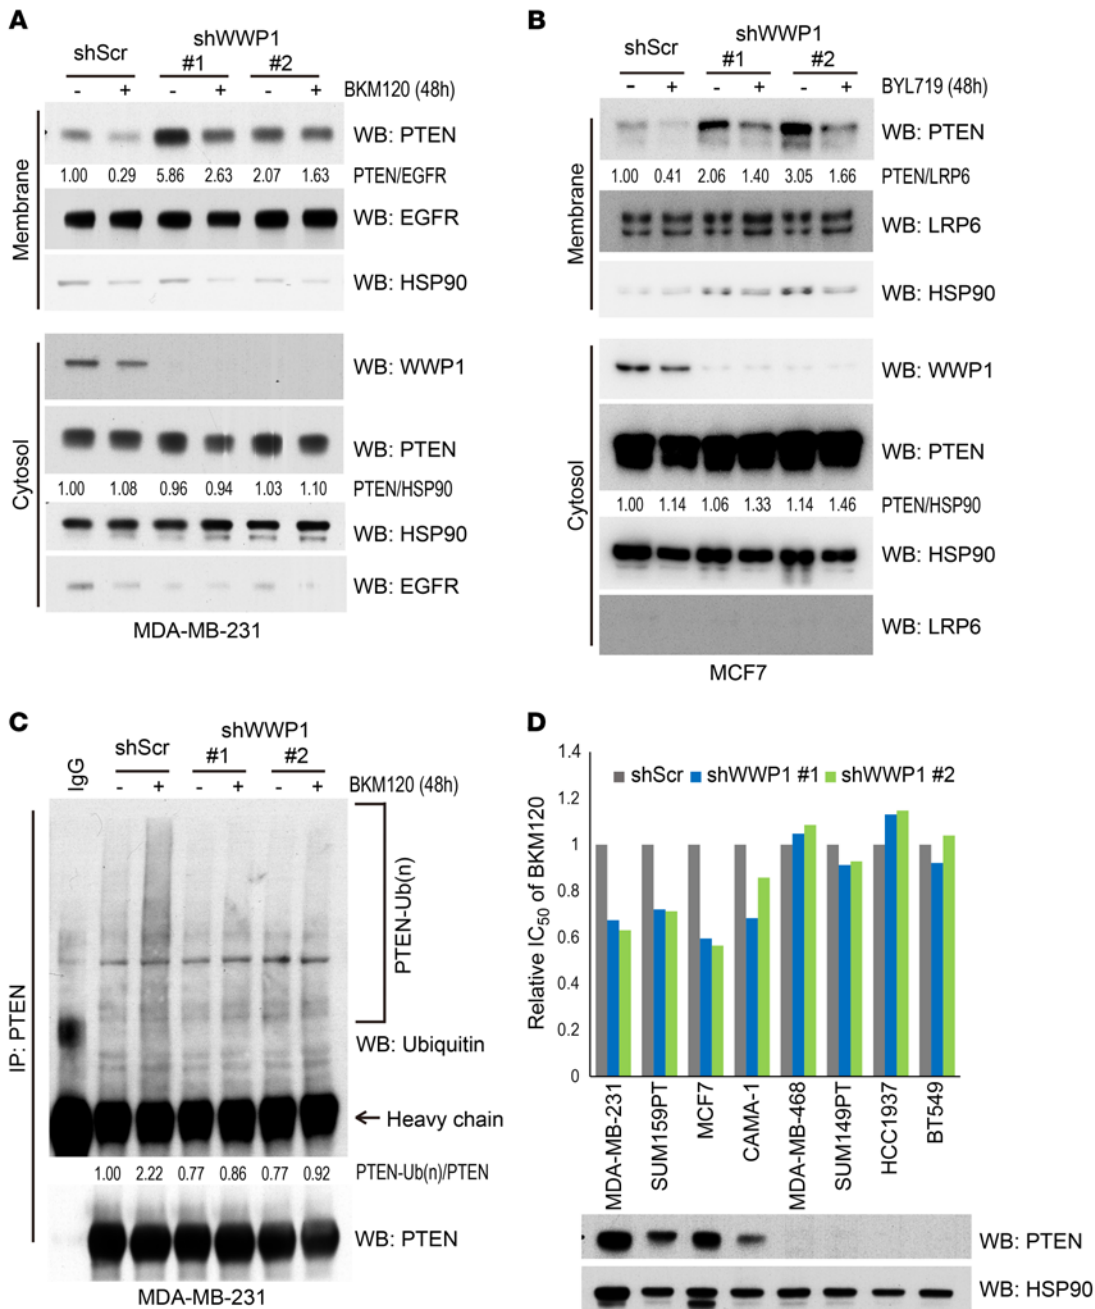 A
shWWP1
shScr #1 #2
- + - + - + BKM120 (48h)
Membrane
WB: PTEN
1.00 0.29 5.86 2.63 2.07 1.63 PTEN/EGFR
WB: EGFR
WB: HSP90
Cytosol
WB: WWP1
WB: PTEN
1.00 1.08 0.96 0.94 1.03 1.10 PTEN/HSP90
WB: HSP90
WB: EGFR
MDA-MB-231
B
shWWP1
shScr #1 #2
- + - + - + BYL719 (48h)
Membrane
WB: PTEN
1.00 0.41 2.06 1.40 3.05 1.66 PTEN/LRP6
WB: LRP6
WB: HSP90
Cytosol
WB: WWP1
WB: PTEN
1.00 1.14 1.06 1.33 1.14 1.46 PTEN/HSP90
WB: HSP90
WB: LRP6
MCF7
C
shWWP1
IgG shScr #1 #2
- + - + - + BKM120 (48h)
IP: PTEN
PTEN-Ub(n)
WB: Ubiquitin
← Heavy chain
1.00 2.22 0.77 0.86 0.77 0.92 PTEN-Ub(n)/PTEN
WB: PTEN
MDA-MB-231
D
Relative IC50 of BKM120
1.4
1.2
1
0.8
0.6
0.4
0.2
0
shScr shWWP1 #1 shWWP1 #2
MDA-MB-231
SUM159PT
MCF7
CAMA-1
MDA-MB-468
SUM149PT
HCC1937
BT549
WB: PTEN
WB: HSP90